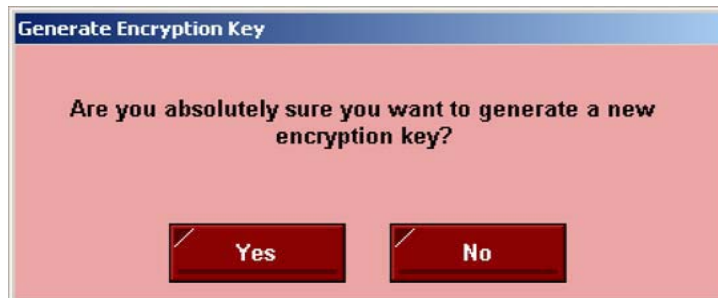 Generate Encryption Key
Are you absolutely sure you want to generate a new
encryption key?
Yes
No